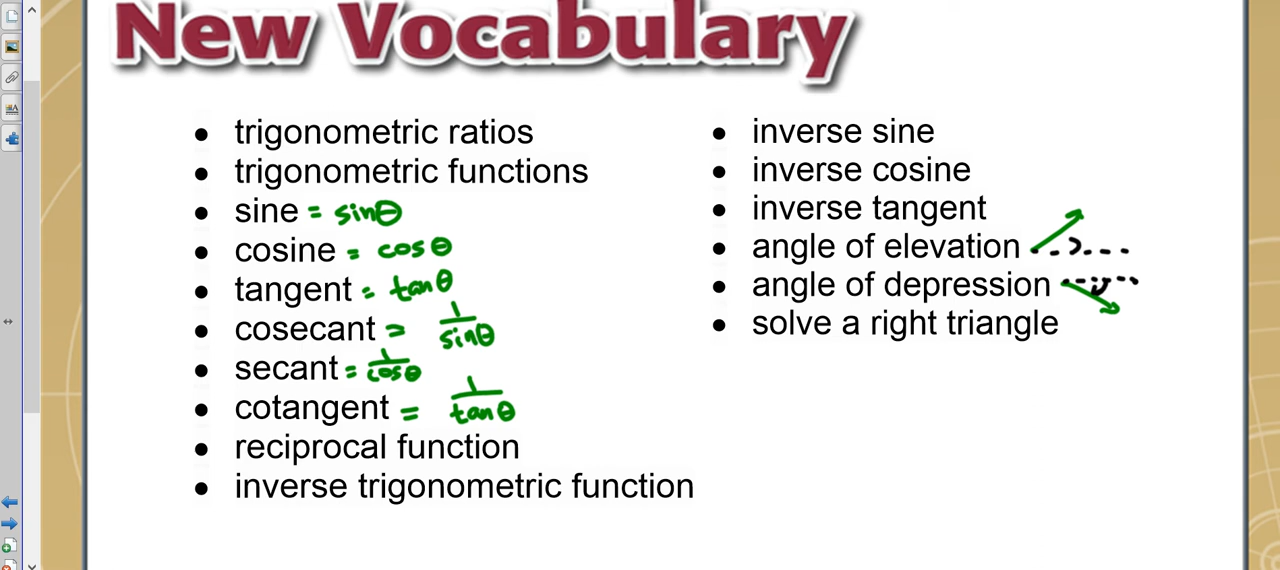 New Vocabulary
• trigonometric ratios
• trigonometric functions
• sine = sinθ
• cosine = cosθ
• tangent = tanθ
• cosecant = 1/sinθ
• secant = 1/cosθ
• cotangent = 1/tanθ
• reciprocal function
• inverse trigonometric function
• inverse sine
• inverse cosine
• inverse tangent
• angle of elevation
• angle of depression
• solve a right triangle